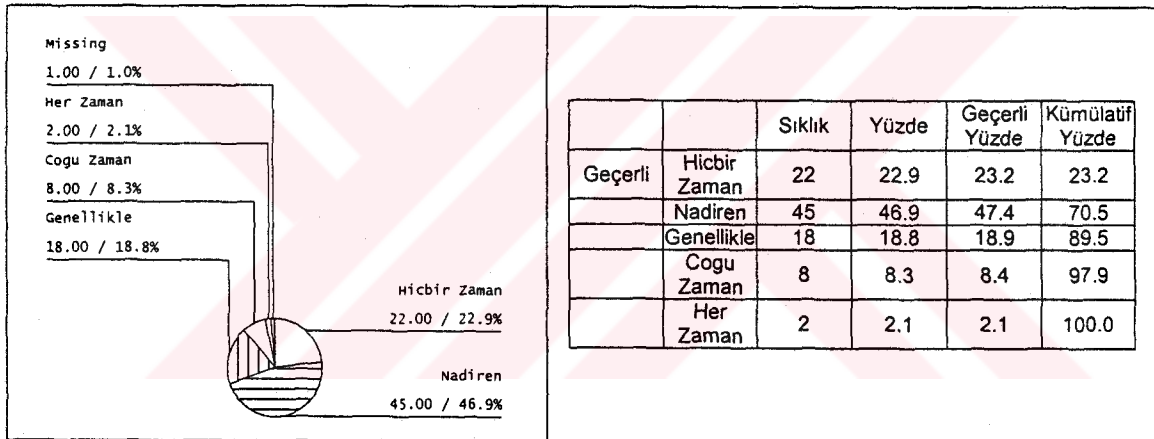 Missing
1.00 / 1.0%
Her Zaman
2.00 / 2.1%
Cogu Zaman
8.00 / 8.3%
Genellikle
18.00 / 18.8%
Hicbir Zaman
22.00 / 22.9%
Nadiren
45.00 / 46.9%
Sıklık Yüzde Geçerli Yüzde Kümülatif Yüzde
Geçerli Hicbir Zaman 22 22.9 23.2 23.2
Nadiren 45 46.9 47.4 70.5
Genellikle 18 18.8 18.9 89.5
Cogu Zaman 8 8.3 8.4 97.9
Her Zaman 2 2.1 2.1 100.0